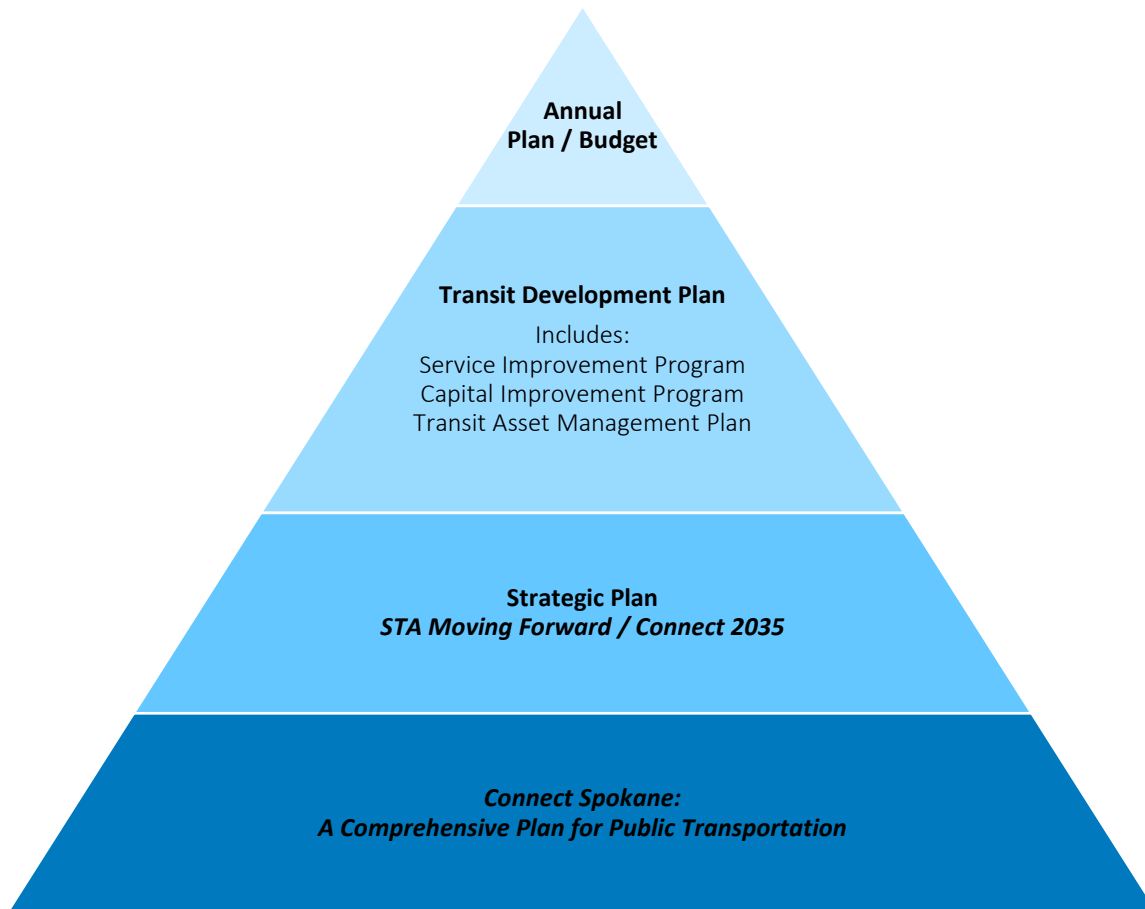 Annual
Plan / Budget
Transit Development Plan
Includes:
Service Improvement Program
Capital Improvement Program
Transit Asset Management Plan
Strategic Plan
STA Moving Forward / Connect 2035
Connect Spokane:
A Comprehensive Plan for Public Transportation